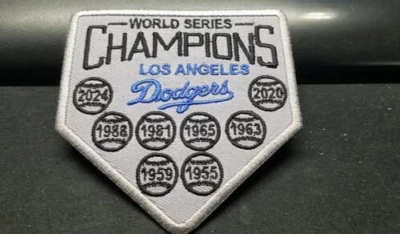 WORLD SERIES
CHAMPIONS
LOS ANGELES
Dodgers
2024 2020
1988 1981 1965 1963
1959 1955